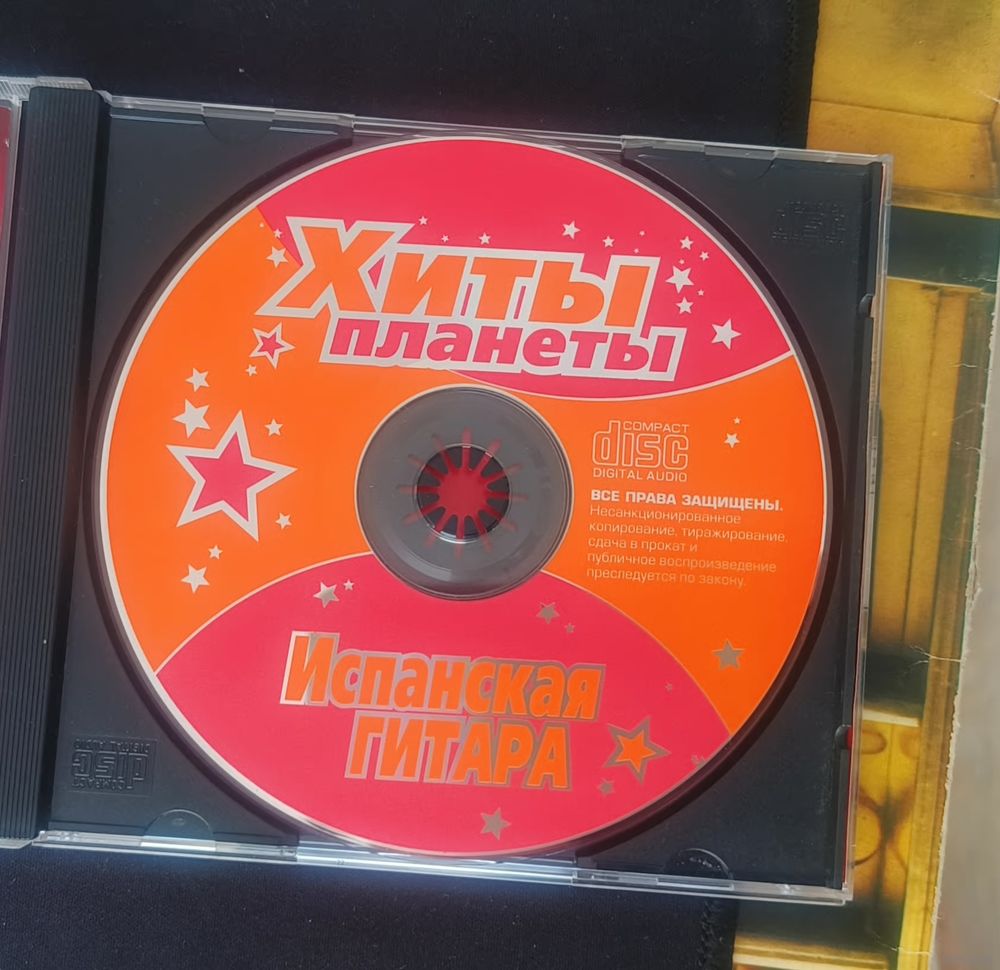 Хиты
планеты
COMPACT
disc
DIGITAL AUDIO
ВСЕ ПРАВА ЗАЩИЩЕНЫ.
Несанкционированное
копирование, тиражирование,
сдача в прокат и
публичное воспроизведение
преследуется по закону.
Испанская
ГИТАРА